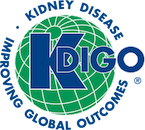 • KIDNEY DISEASE •
IMPROVING GLOBAL OUTCOMES
KDIGO
®